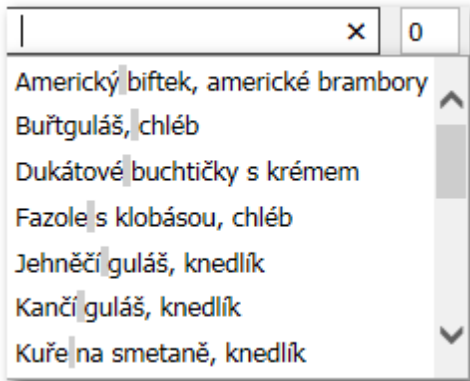 0
Americký biftek, americké brambory
Buřtguláš, chléb
Dukátové buchtičky s krémem
Fazole s klobásou, chléb
Jehněčí guláš, knedlík
Kančí guláš, knedlík
Kuře na smetaně, knedlík